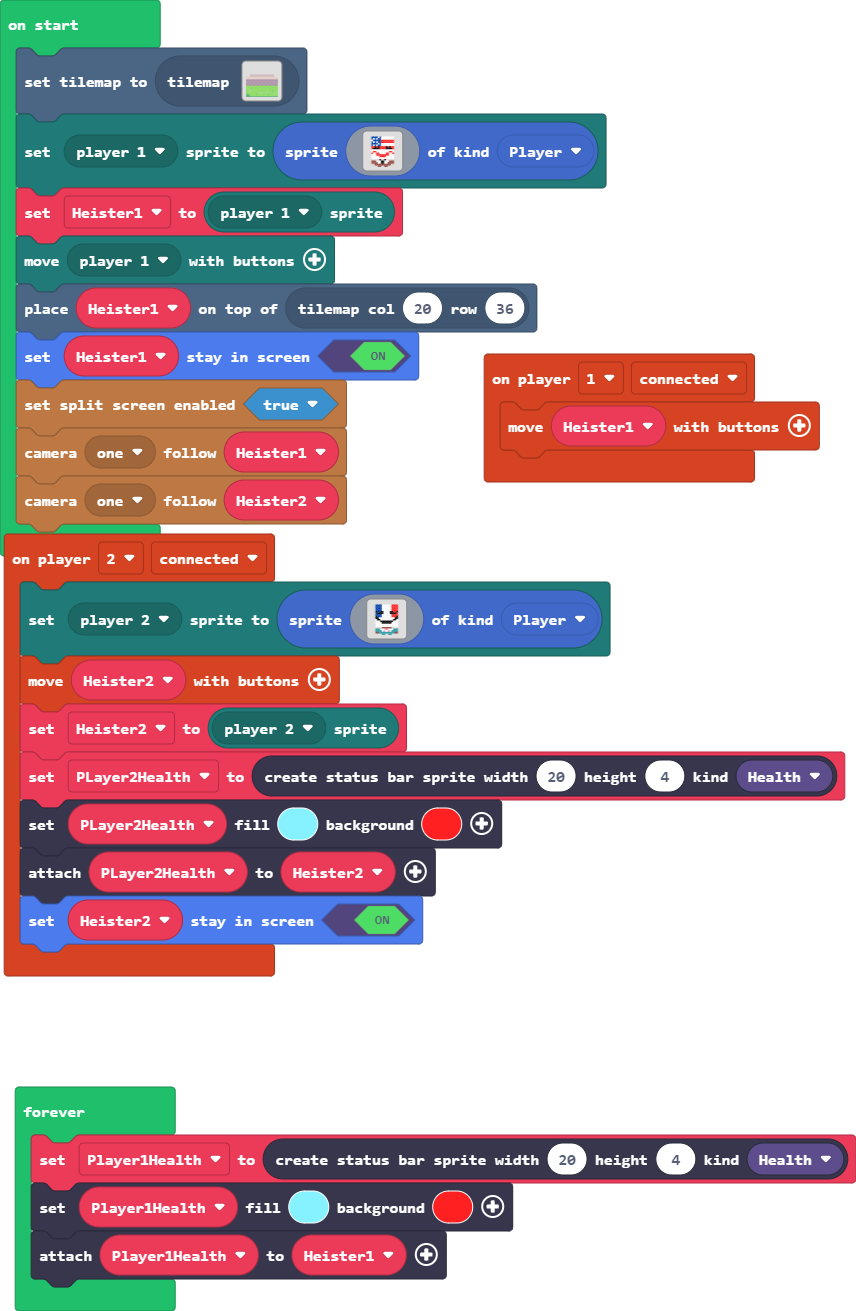 on start
set tilemap to tilemap
set player 1 sprite to sprite of kind Player
set Heister1 to player 1 sprite
move player 1 with buttons
place Heister1 on top of tilemap col 20 row 36
set Heister1 stay in screen ON
set split screen enabled true
camera one follow Heister1
camera one follow Heister2
on player 1 connected
move Heister1 with buttons
on player 2 connected
set player 2 sprite to sprite of kind Player
move Heister2 with buttons
set Heister2 to player 2 sprite
set PLayer2Health to create status bar sprite width 20 height 4 kind Health
set PLayer2Health fill background
attach PLayer2Health to Heister2
set Heister2 stay in screen ON
forever
set Player1Health to create status bar sprite width 20 height 4 kind Health
set Player1Health fill background
attach Player1Health to Heister1